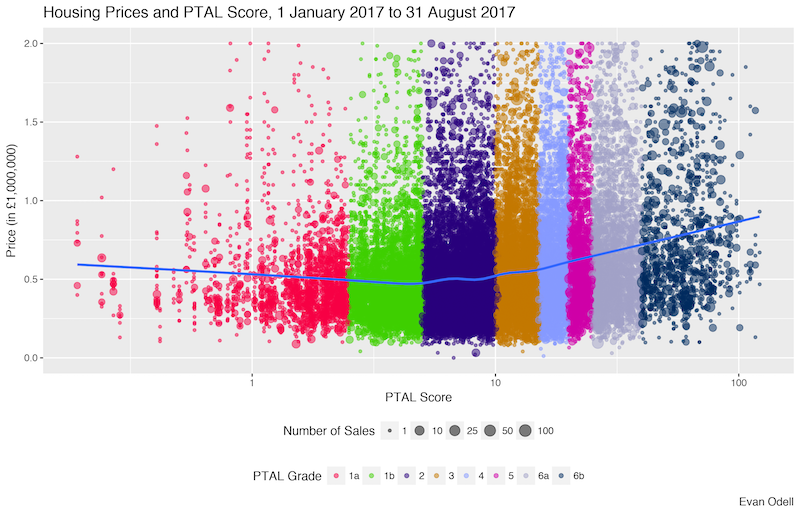 Housing Prices and PTAL Score, 1 January 2017 to 31 August 2017
2.0
1.5
1.0
0.5
0.0
Price (in £1,000,000)
1 10 100
PTAL Score
Number of Sales 1 10 25 50 100
PTAL Grade 1a 1b 2 3 4 5 6a 6b
Evan Odell